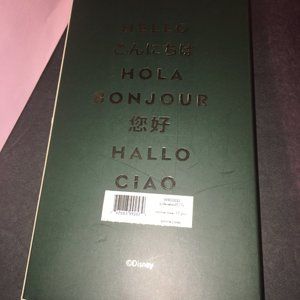 HELLO
こんにちは
HOLA
BONJOUR
您好
HALLO
CIAO
©Disney